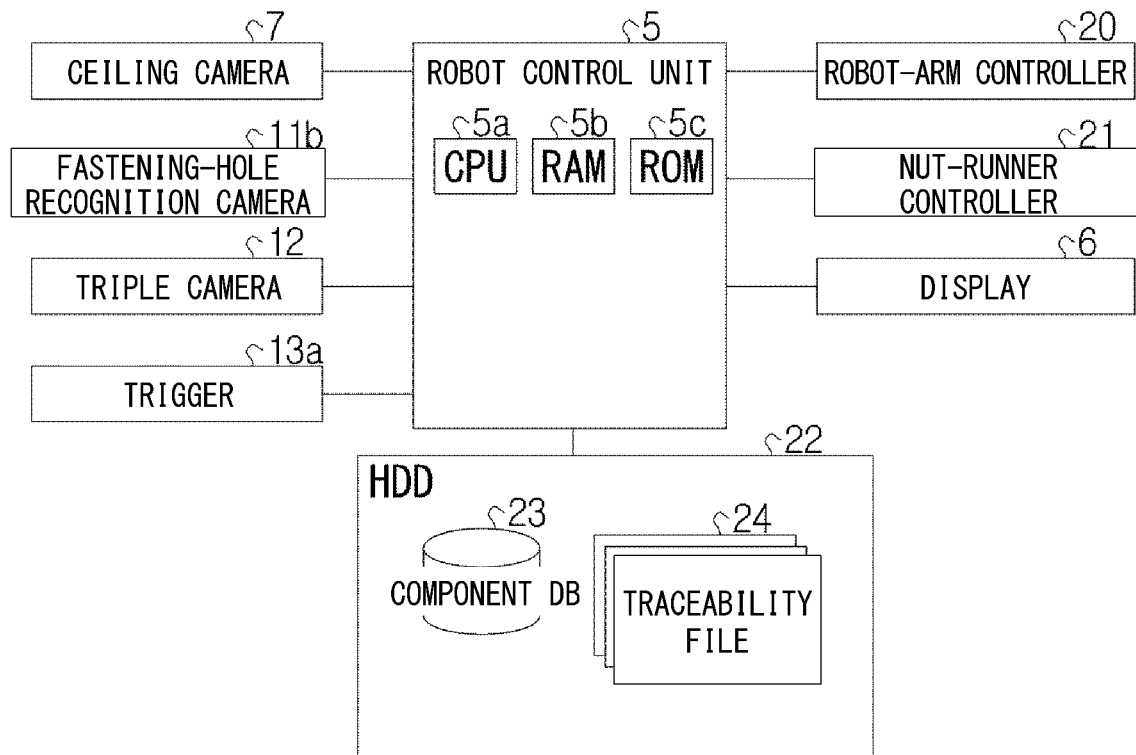 7
CEILING CAMERA
11b
FASTENING-HOLE
RECOGNITION CAMERA
12
TRIPLE CAMERA
13a
TRIGGER
5
ROBOT CONTROL UNIT
5a
5b
5c
CPU
RAM
ROM
20
ROBOT-ARM CONTROLLER
21
NUT-RUNNER
CONTROLLER
6
DISPLAY
22
HDD
23
COMPONENT DB
24
TRACEABILITY
FILE